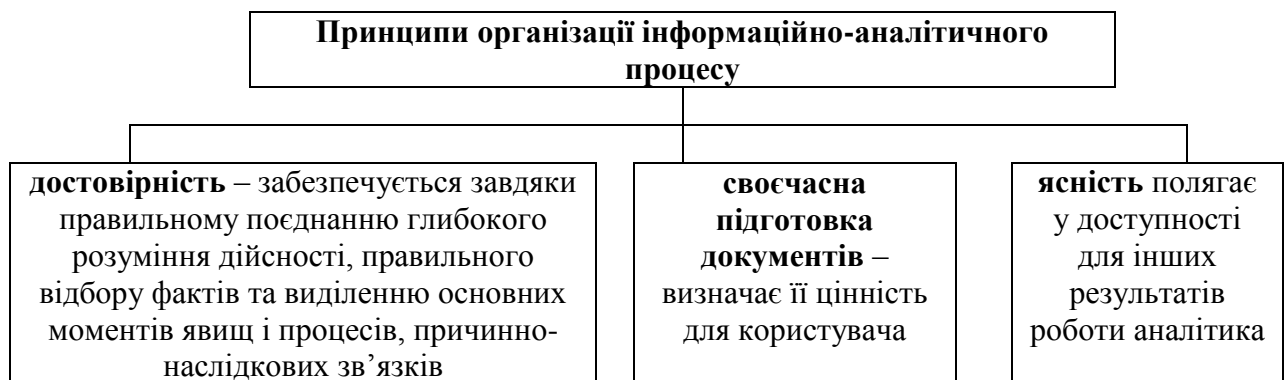 Принципи організації інформаційно-аналітичного
процесу
достовірність – забезпечується завдяки
правильному поєднанню глибокого
розуміння дійсності, правильного
відбору фактів та виділенню основних
моментів явищ і процесів, причинно-
наслідкових зв’язків
своєчасна
підготовка
документів –
визначає її цінність
для користувача
ясність полягає
у доступності
для інших
результатів
роботи аналітика